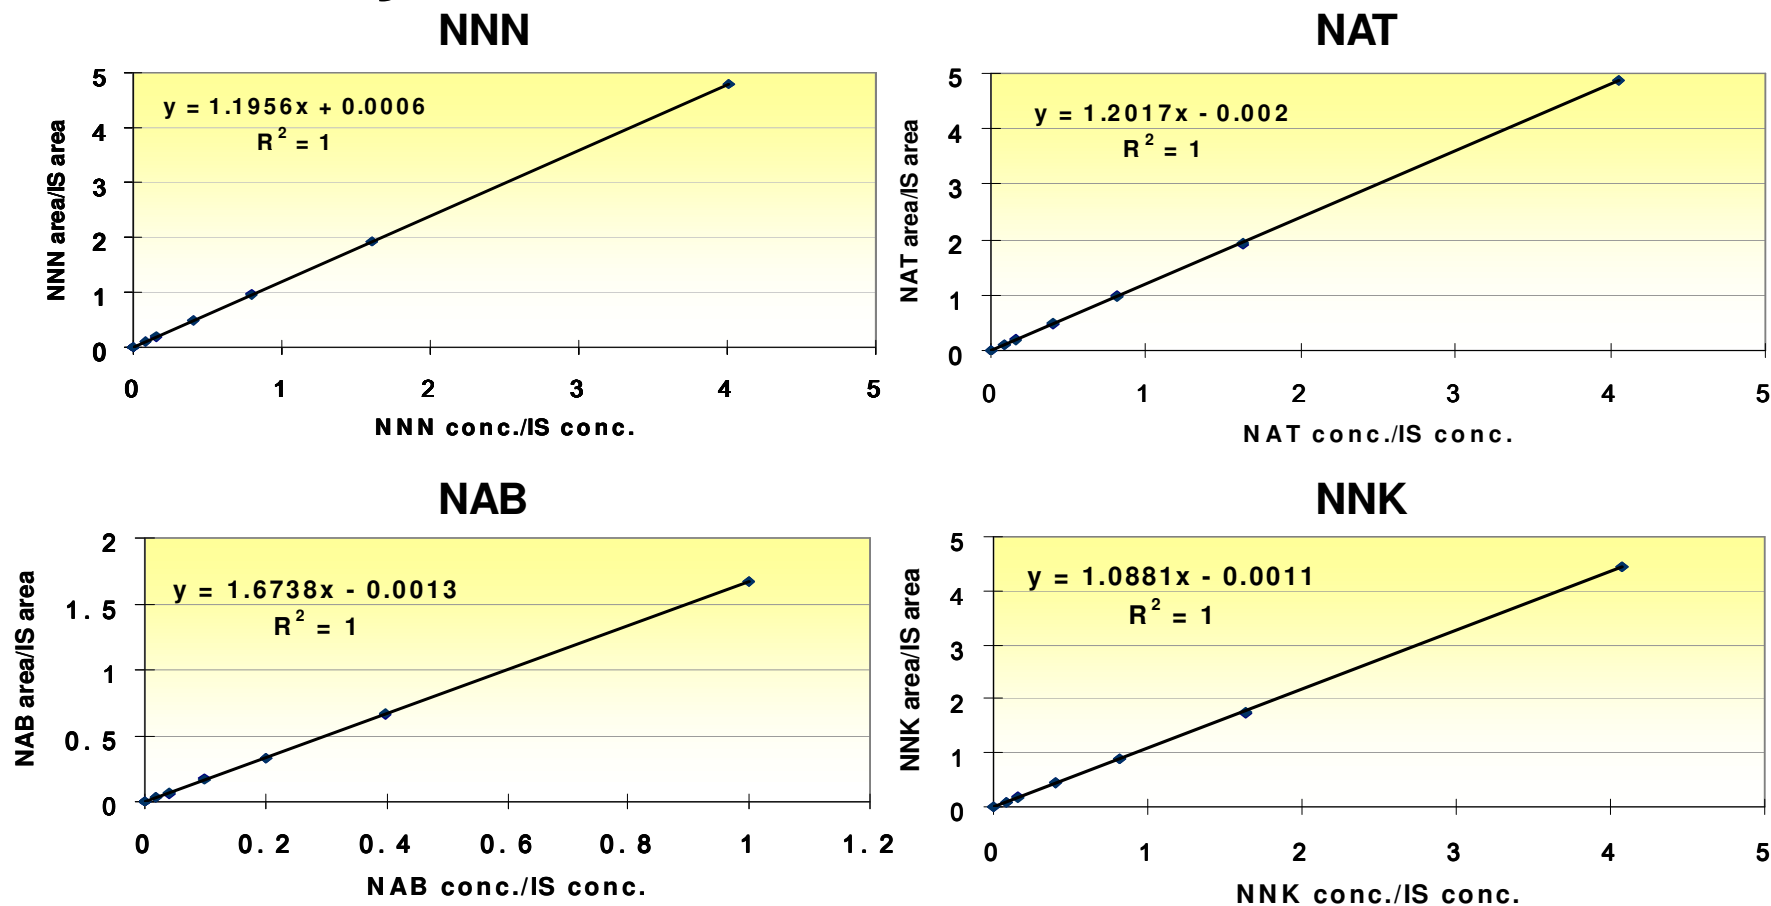 NNN
5
4
3
2
1
0
y = 1.1956x + 0.0006
R² = 1
NNN area/IS area
0 1 2 3 4 5
NNN conc./IS conc.
NAT
5
4
3
2
1
0
y = 1.2017x - 0.002
R² = 1
NAT area/IS area
0 1 2 3 4 5
NAT conc./IS conc.
NAB
2
1.5
1
0.5
0
y = 1.6738x - 0.0013
R² = 1
NAB area/IS area
0 0.2 0.4 0.6 0.8 1 1.2
NAB conc./IS conc.
NNK
5
4
3
2
1
0
y = 1.0881x - 0.0011
R² = 1
NNK area/IS area
0 1 2 3 4 5
NNK conc./IS conc.